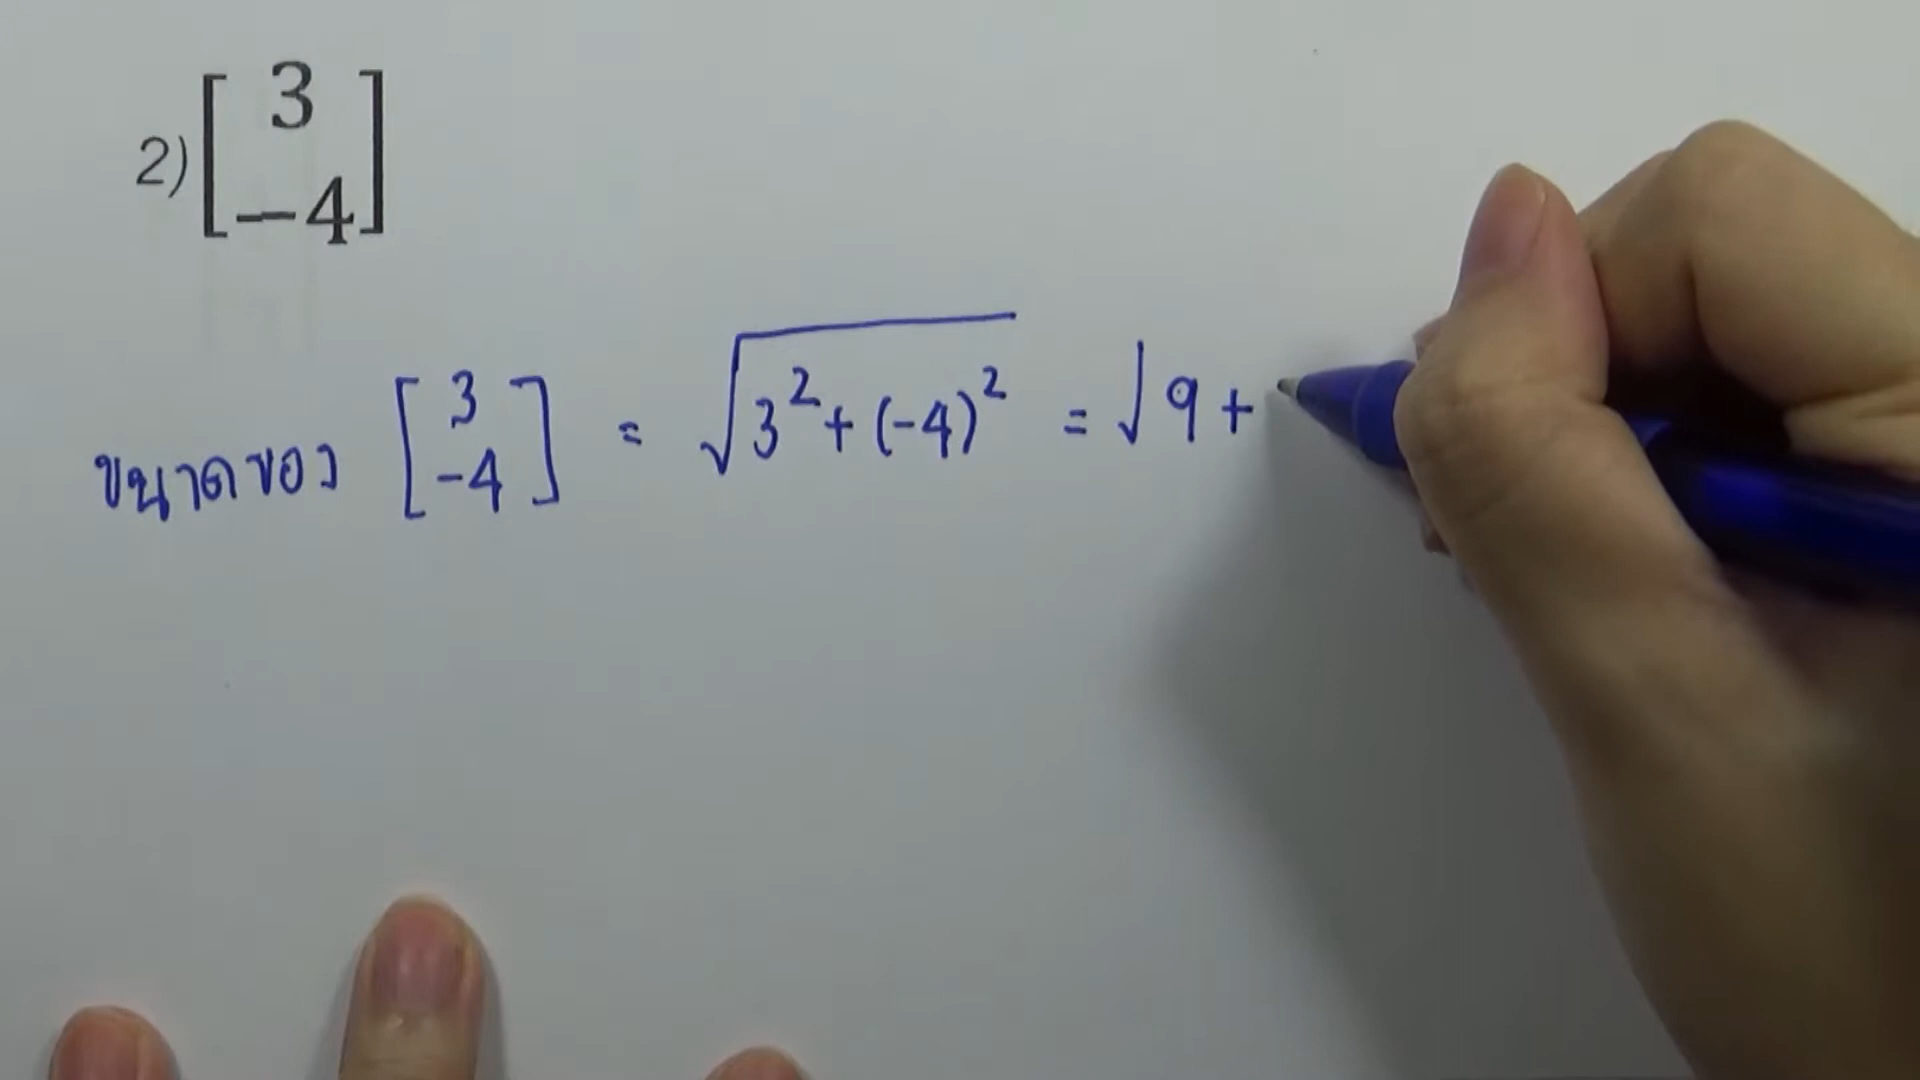 2) [3 -4]
ขนาดของ [3 -4] = √3²+(-4)² = √9+